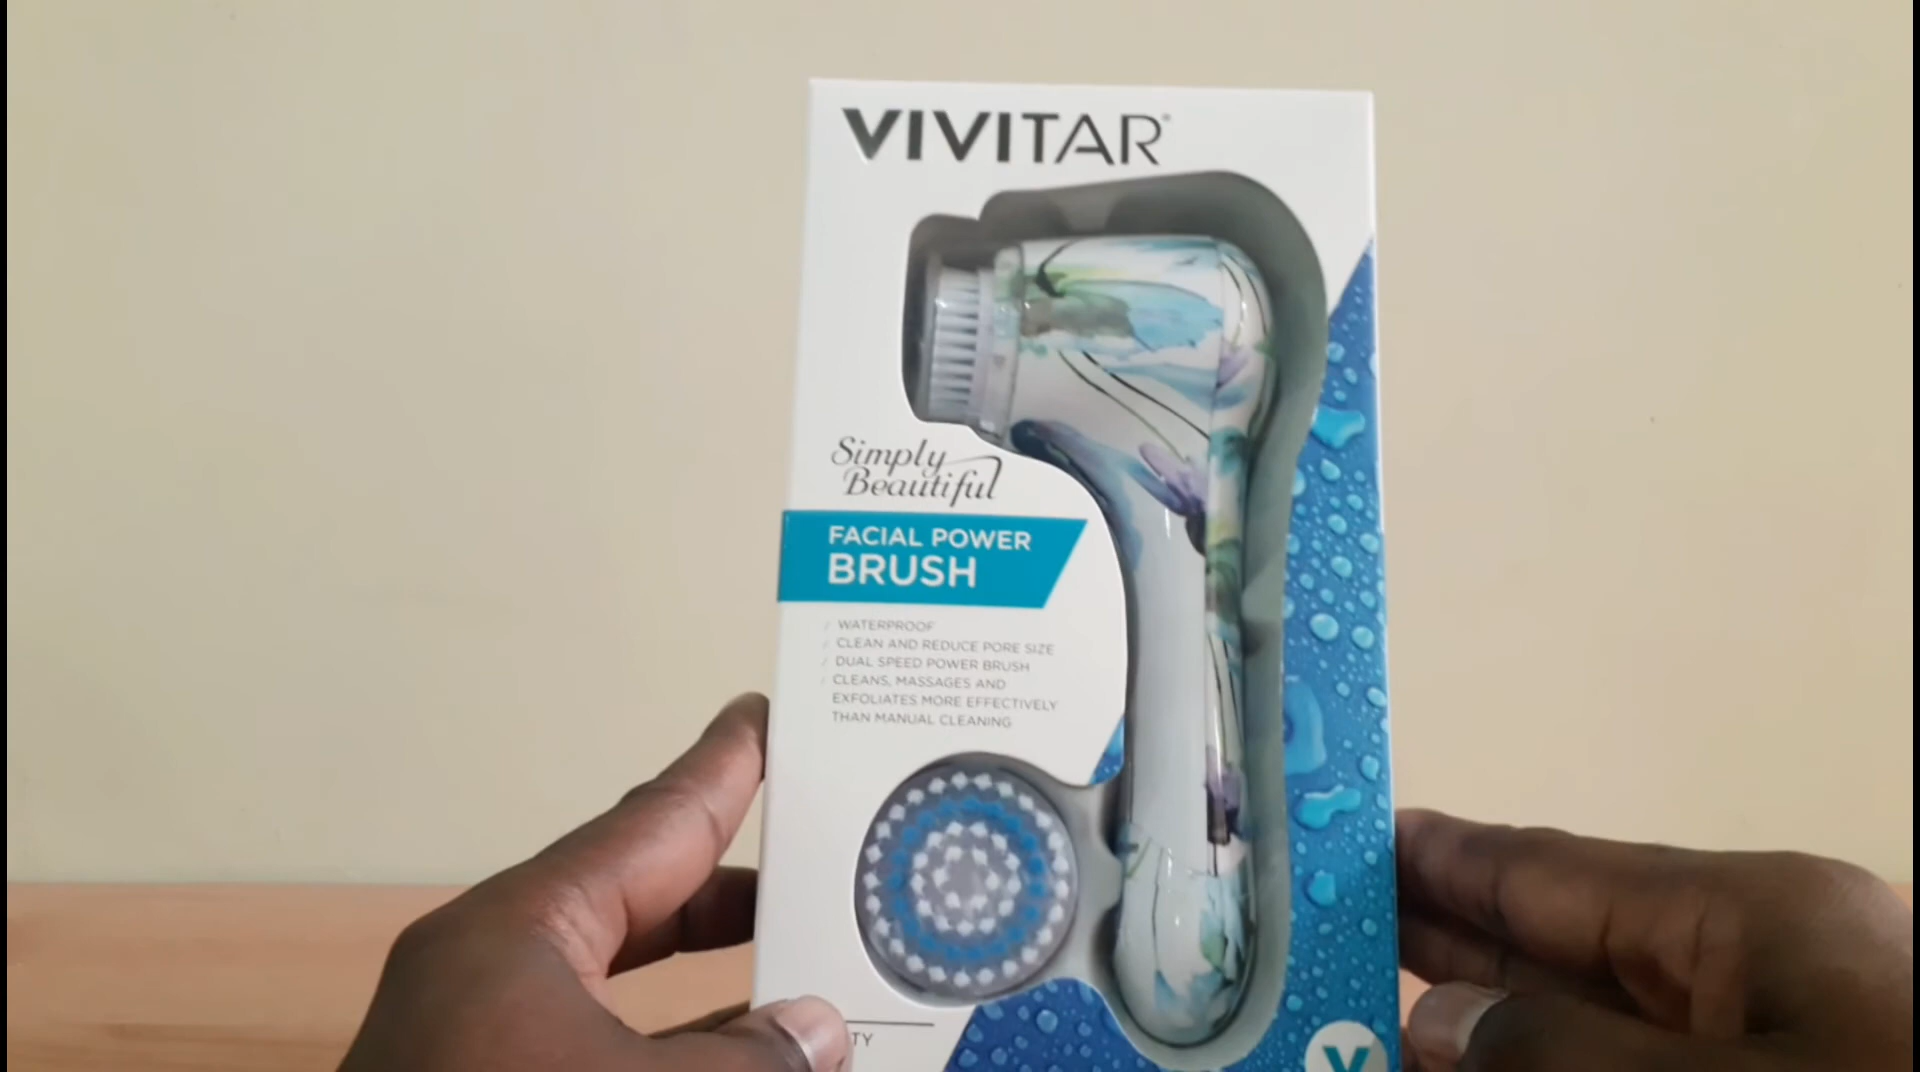 VIVITAR®
Simply
Beautiful
FACIAL POWER
BRUSH
/ WATERPROOF
/ CLEAN AND REDUCE PORE SIZE
/ DUAL SPEED POWER BRUSH
/ CLEANS, MASSAGES AND
EXFOLIATES MORE EFFECTIVELY
THAN MANUAL CLEANING
TY
V